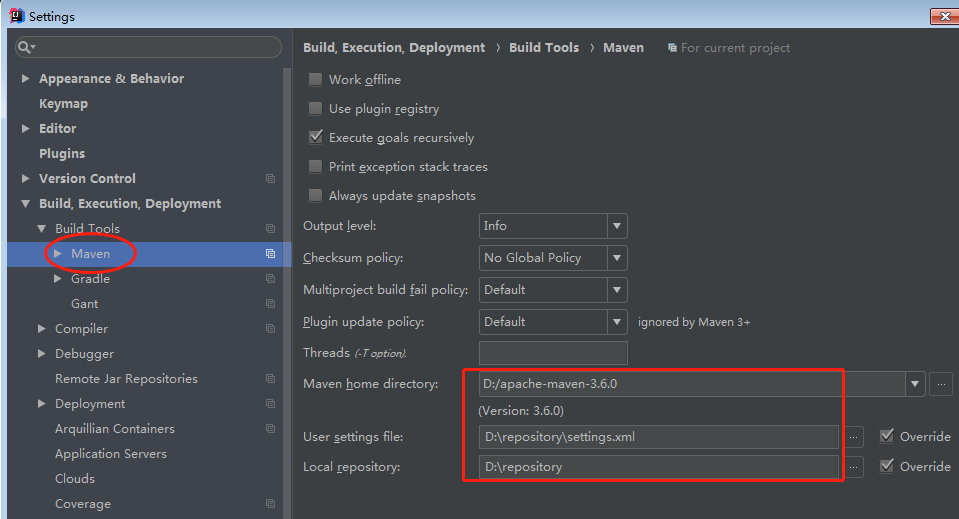 Settings
Appearance & Behavior
Keymap
Editor
Plugins
Version Control
Build, Execution, Deployment
Build Tools
Maven
Gradle
Gant
Compiler
Debugger
Remote Jar Repositories
Deployment
Arquillian Containers
Application Servers
Clouds
Coverage
Build, Execution, Deployment › Build Tools › Maven For current project
Work offline
Use plugin registry
Execute goals recursively
Print exception stack traces
Always update snapshots
Output level: Info
Checksum policy: No Global Policy
Multiproject build fail policy: Default
Plugin update policy: Default ignored by Maven 3+
Threads (-T option).
Maven home directory: D:/apache-maven-3.6.0 ...
(Version: 3.6.0)
User settings file: D:\repository\settings.xml ... Override
Local repository: D:\repository ... Override